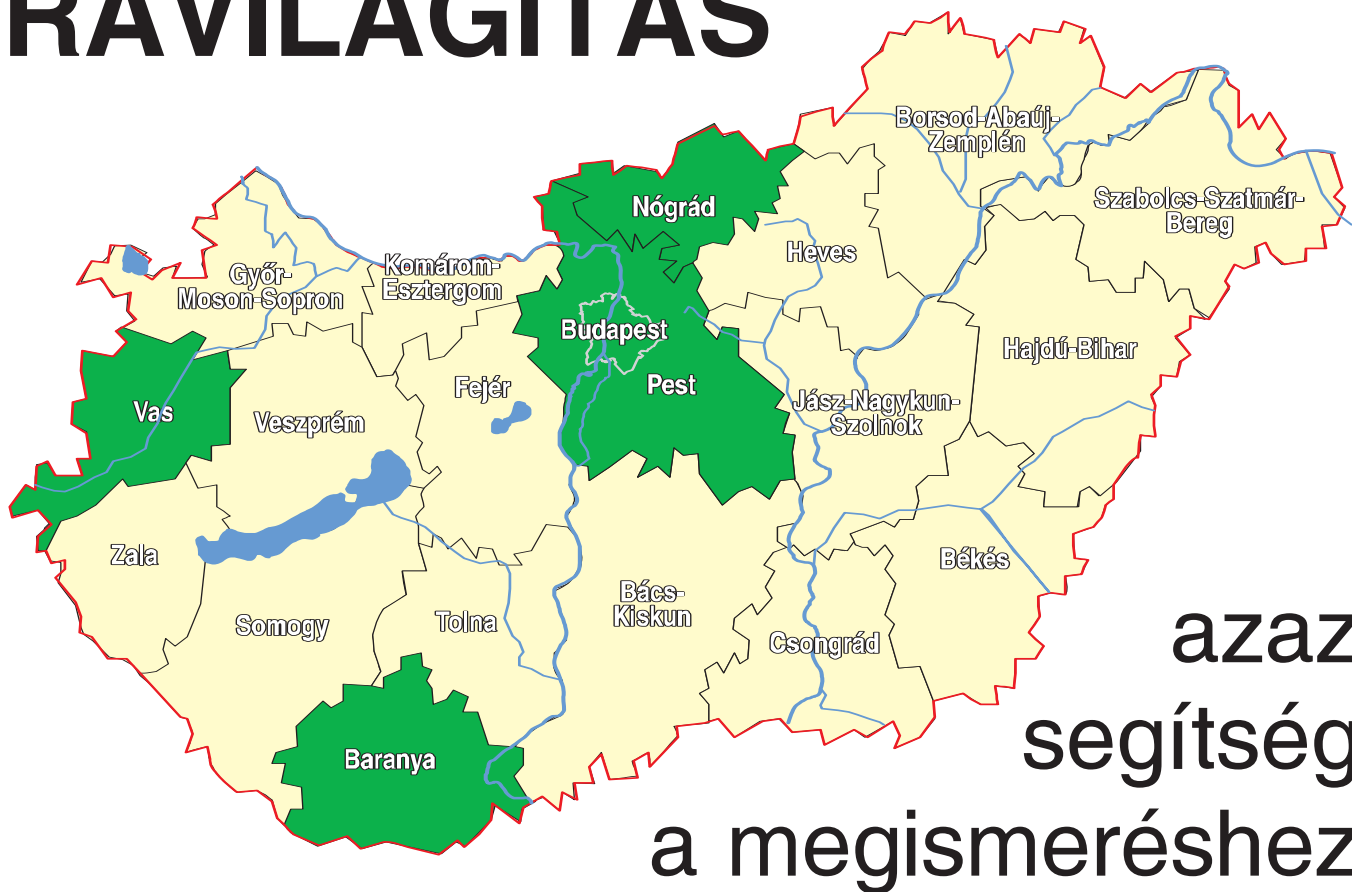 RÁVILÁGÍTÁS
Borsod-Abaúj-
Zemplén
Szabolcs-Szatmár-
Bereg
Nógrád
Heves
Győr-
Moson-Sopron
Komárom-
Esztergom
Budapest
Hajdú-Bihar
Pest
Fejér
Vas
Veszprém
Jász-Nagykun-
Szolnok
Zala
Békés
Bács-
Kiskun
Somogy
Tolna
Csongrád
Baranya
azaz
segítség
a megismeréshez